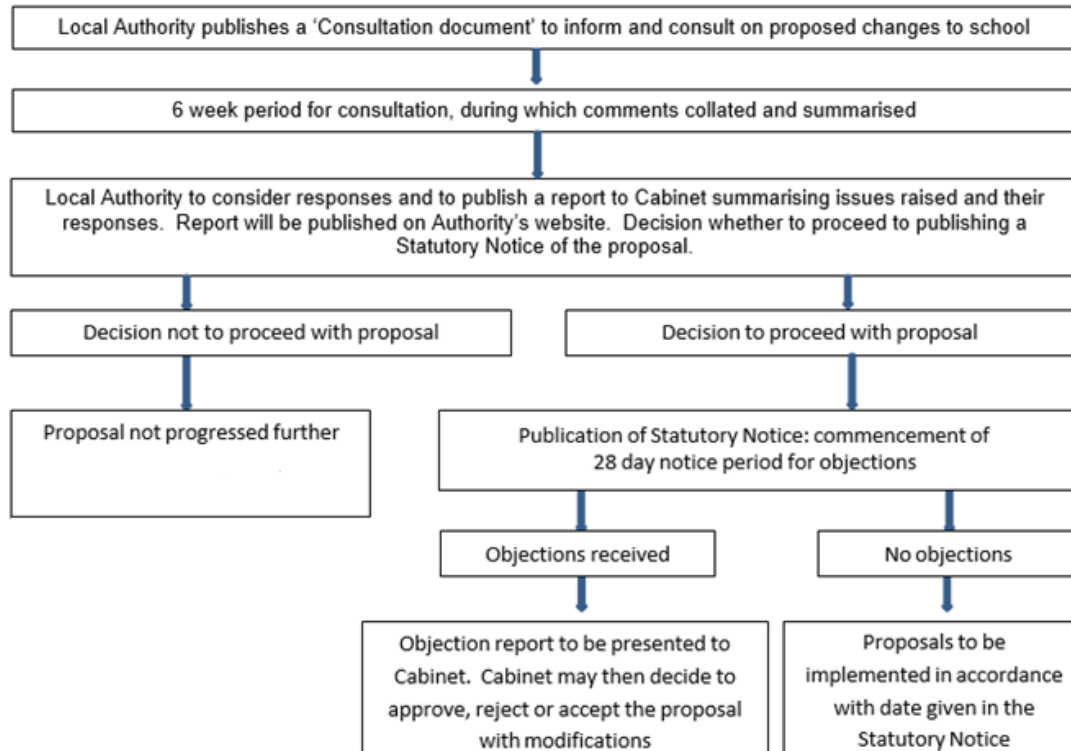 Local Authority publishes a ‘Consultation document’ to inform and consult on proposed changes to school
6 week period for consultation, during which comments collated and summarised
Local Authority to consider responses and to publish a report to Cabinet summarising issues raised and their
responses.  Report will be published on Authority’s website.  Decision whether to proceed to publishing a
Statutory Notice of the proposal.
Decision not to proceed with proposal
Decision to proceed with proposal
Proposal not progressed further
Publication of Statutory Notice: commencement of
28 day notice period for objections
Objections received
No objections
Objection report to be presented to
Cabinet.  Cabinet may then decide to
approve, reject or accept the proposal
with modifications
Proposals to be
implemented in accordance
with date given in the
Statutory Notice